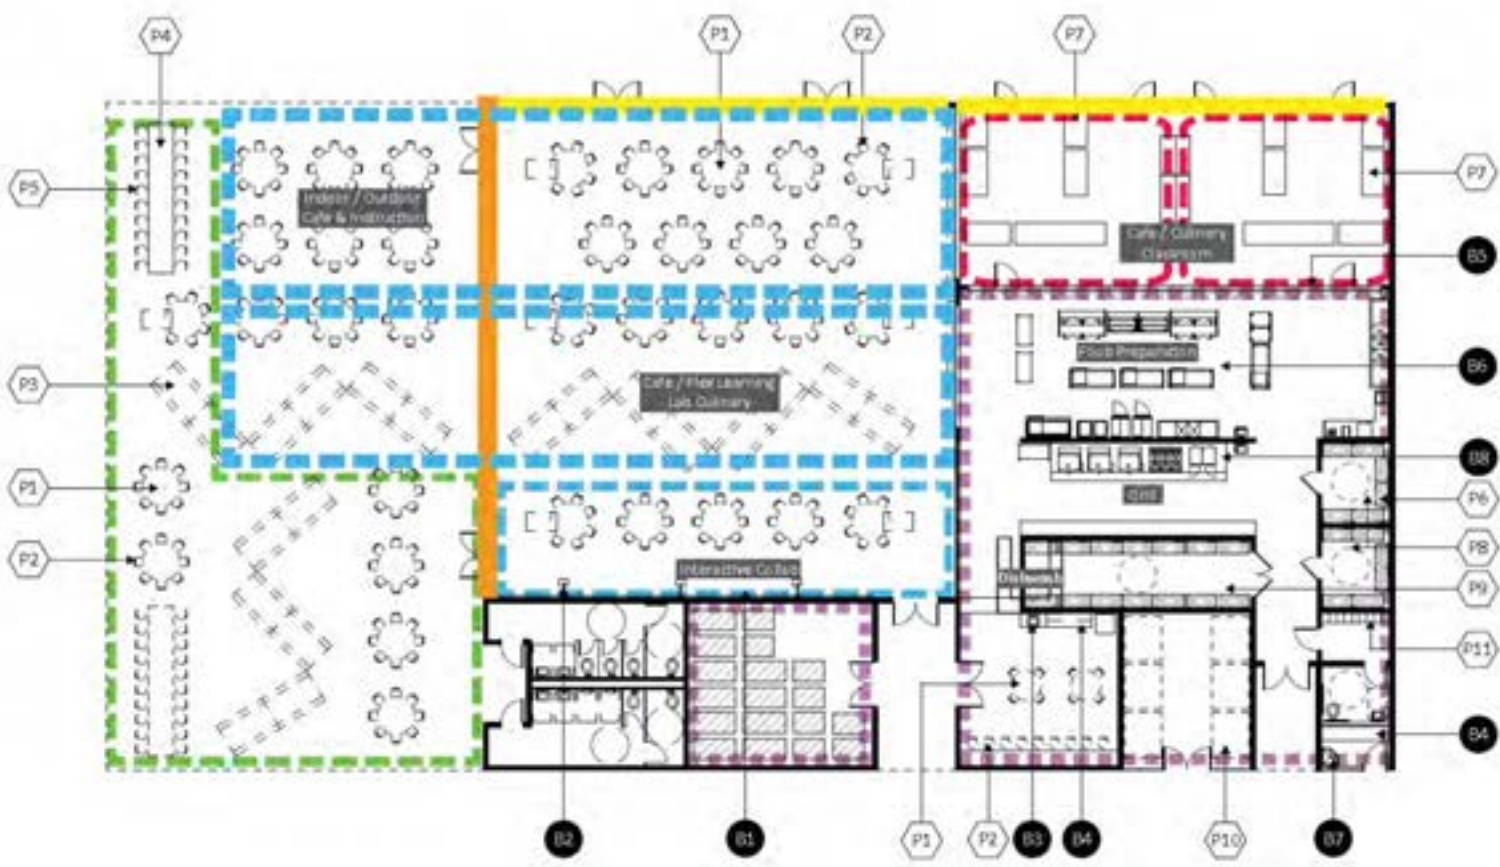 P4
P1
P2
P7
P5
Indoor / Outdoor
Cafe & Instruction
P7
Cafe / Culinary
Classroom
B5
Food Preparation
B6
P3
Cafe / Flex Learning
Lab Culinary
B8
P1
Grill
P6
P2
P8
Interactive Collab
Dishwash
P9
P11
B4
B2
B1
P1
P2
B3
B4
P10
B7